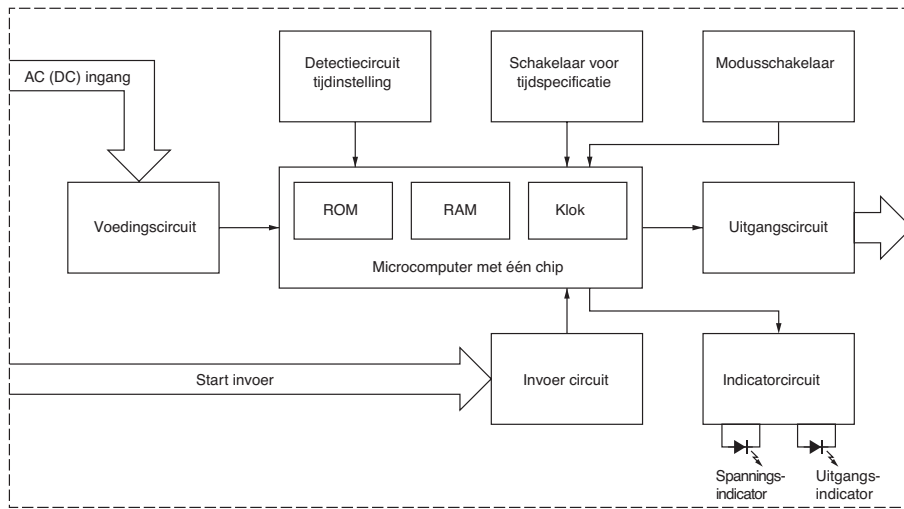 AC (DC) ingang
Detectiecircuit
tijdinstelling
Schakelaar voor
tijdspecificatie
Modusschakelaar
Voedingscircuit
ROM
RAM
Klok
Microcomputer met één chip
Uitgangscircuit
Start invoer
Invoer circuit
Indicatorcircuit
Spannings-
indicator
Uitgangs-
indicator